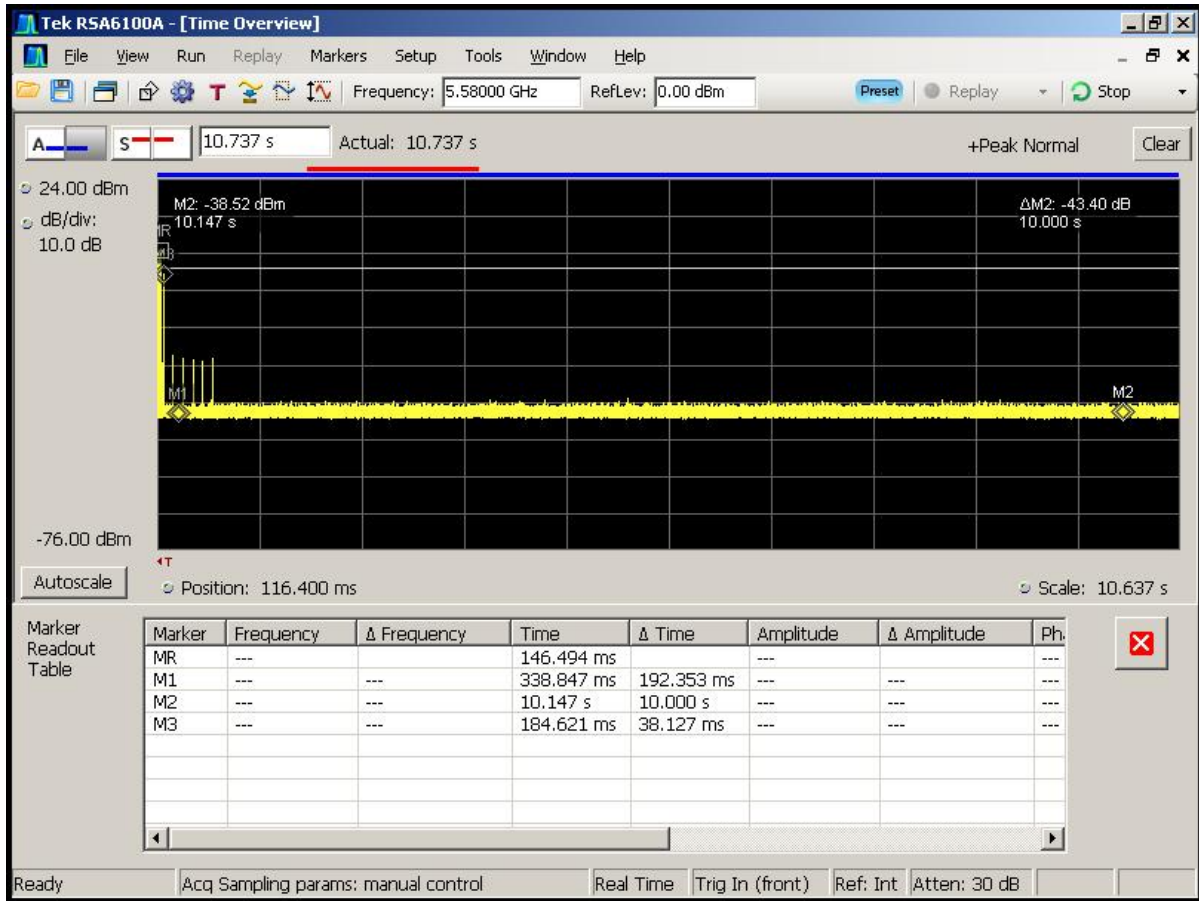 Tek RSA6100A - [Time Overview]
File View Run Replay Markers Setup Tools Window Help
T Frequency: 5.58000 GHz RefLev: 0.00 dBm Preset Replay Stop
A S 10.737 s Actual: 10.737 s +Peak Normal Clear
24.00 dBm
dB/div:
10.0 dB
M2: -38.52 dBm
10.147 s
ΔM2: -43.40 dB
10.000 s
MR
M1
M2
-76.00 dBm
T
Autoscale Position: 116.400 ms Scale: 10.637 s
Marker
Readout
Table
Marker Frequency Δ Frequency Time Δ Time Amplitude Δ Amplitude Ph
MR --- 146.494 ms --- ---
M1 --- --- 338.847 ms 192.353 ms --- --- ---
M2 --- --- 10.147 s 10.000 s --- --- ---
M3 --- --- 184.621 ms 38.127 ms --- --- ---
Ready Acq Sampling params: manual control Real Time Trig In (front) Ref: Int Atten: 30 dB